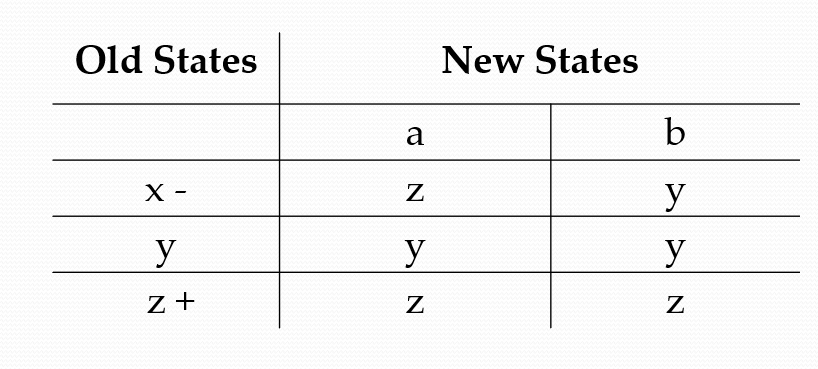 Old States New States
a b
x - z y
y y y
z + z z